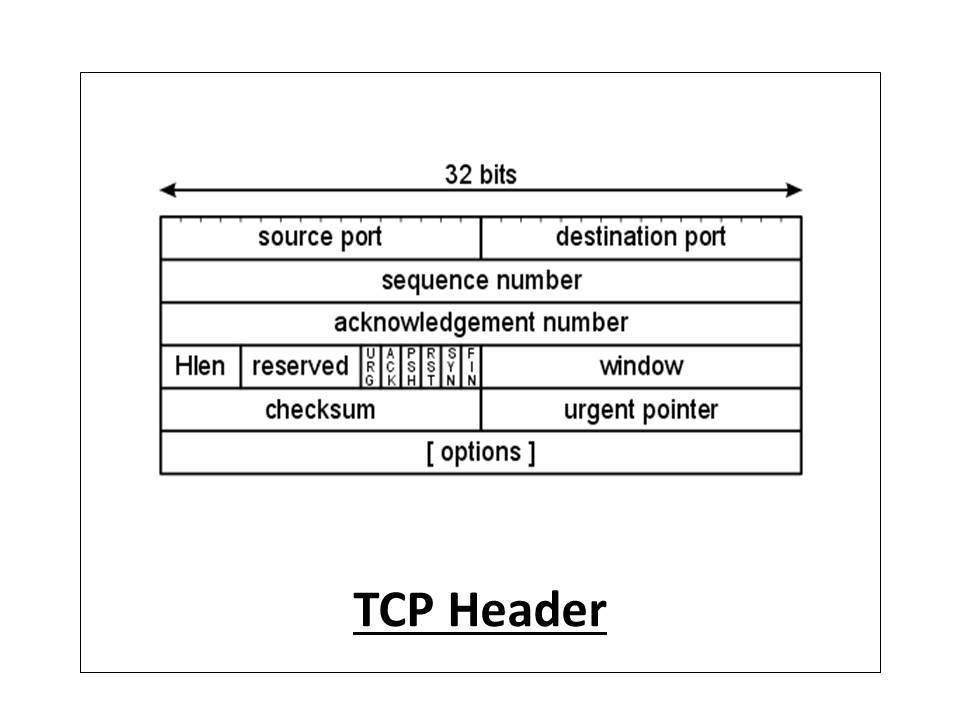 32 bits
source port destination port
sequence number
acknowledgement number
Hlen reserved URG ACK PSH RST SYN FIN window
checksum urgent pointer
[ options ]
TCP Header